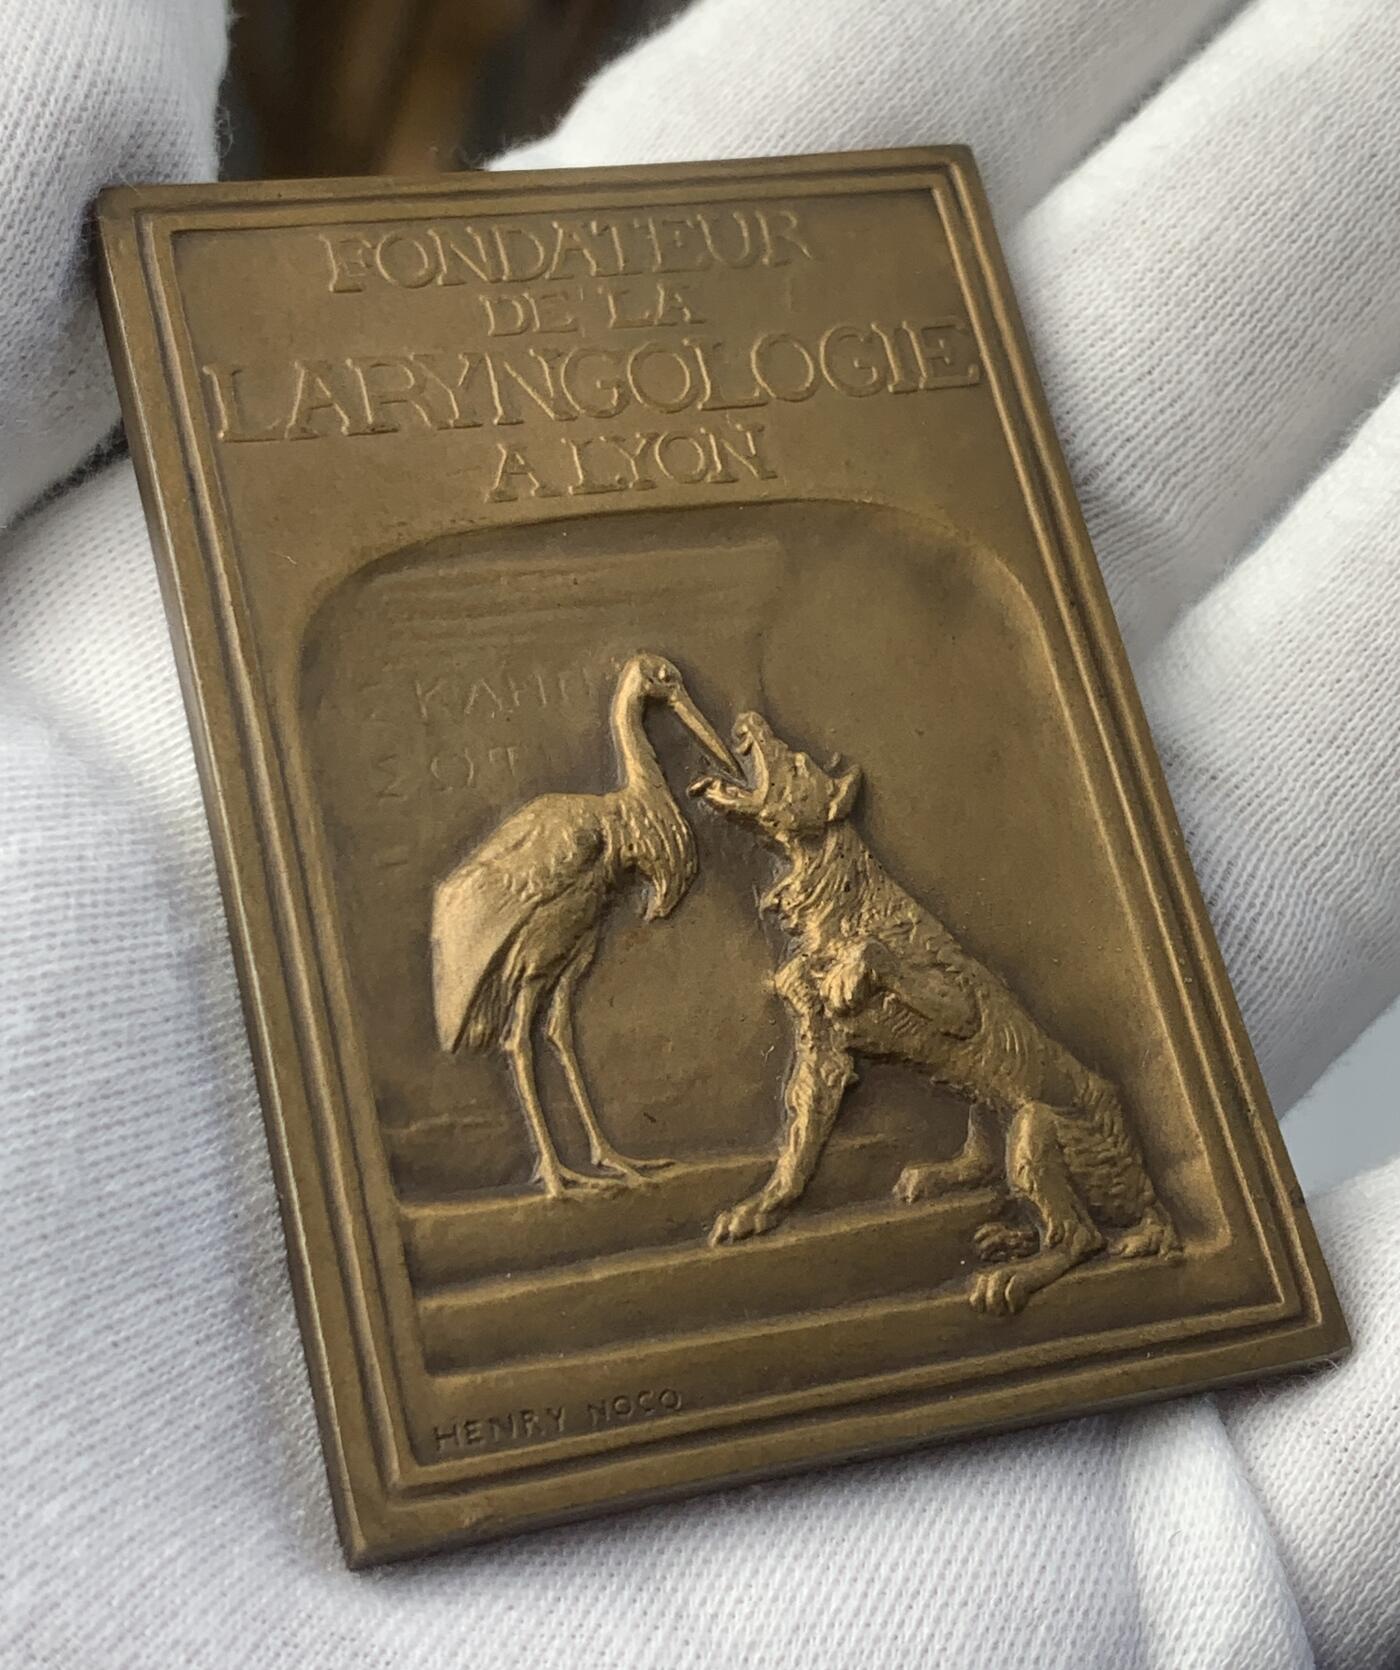 FONDATEUR
DE LA
LARYNGOLOGIE
A LYON
HENRY NOCQ